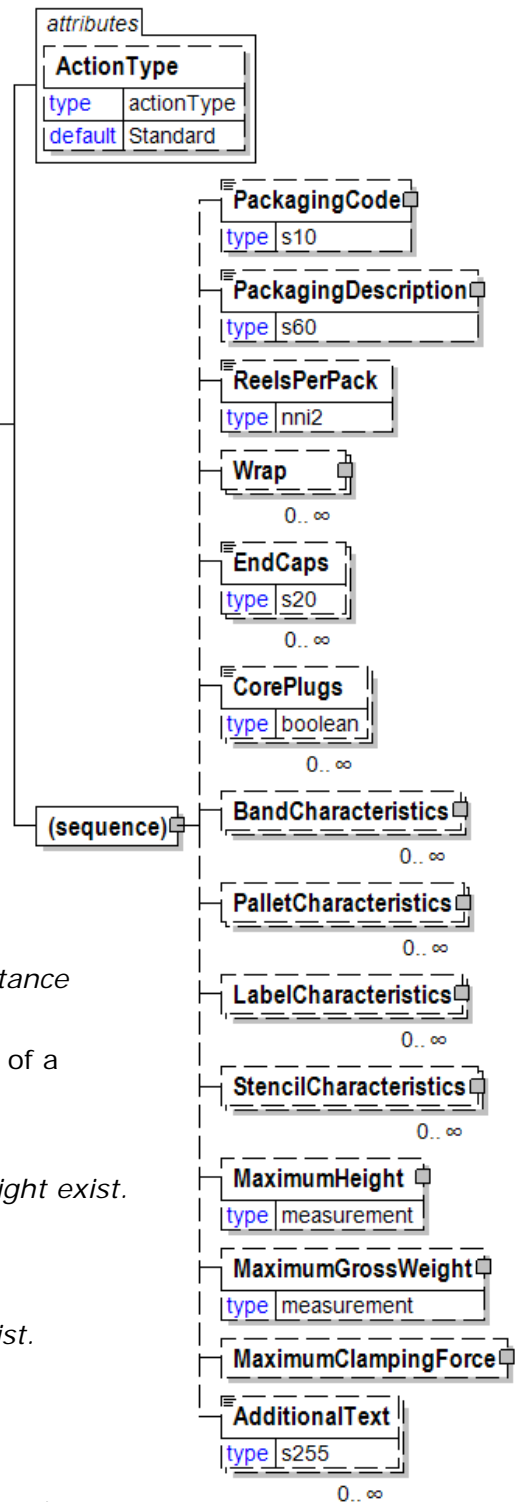 attributes
ActionType
type actionType
default Standard
PackagingCode
type s10
PackagingDescription
type s60
ReelsPerPack
type nni2
Wrap
0.. ∞
EndCaps
type s20
0.. ∞
CorePlugs
type boolean
0.. ∞
BandCharacteristics
(sequence)
0.. ∞
PalletCharacteristics
0.. ∞
tance
LabelCharacteristics
0.. ∞
of a
StencilCharacteristics
0.. ∞
ight exist.
MaximumHeight
type measurement
MaximumGrossWeight
type measurement
ist.
MaximumClampingForce
AdditionalText
type s255
0.. ∞